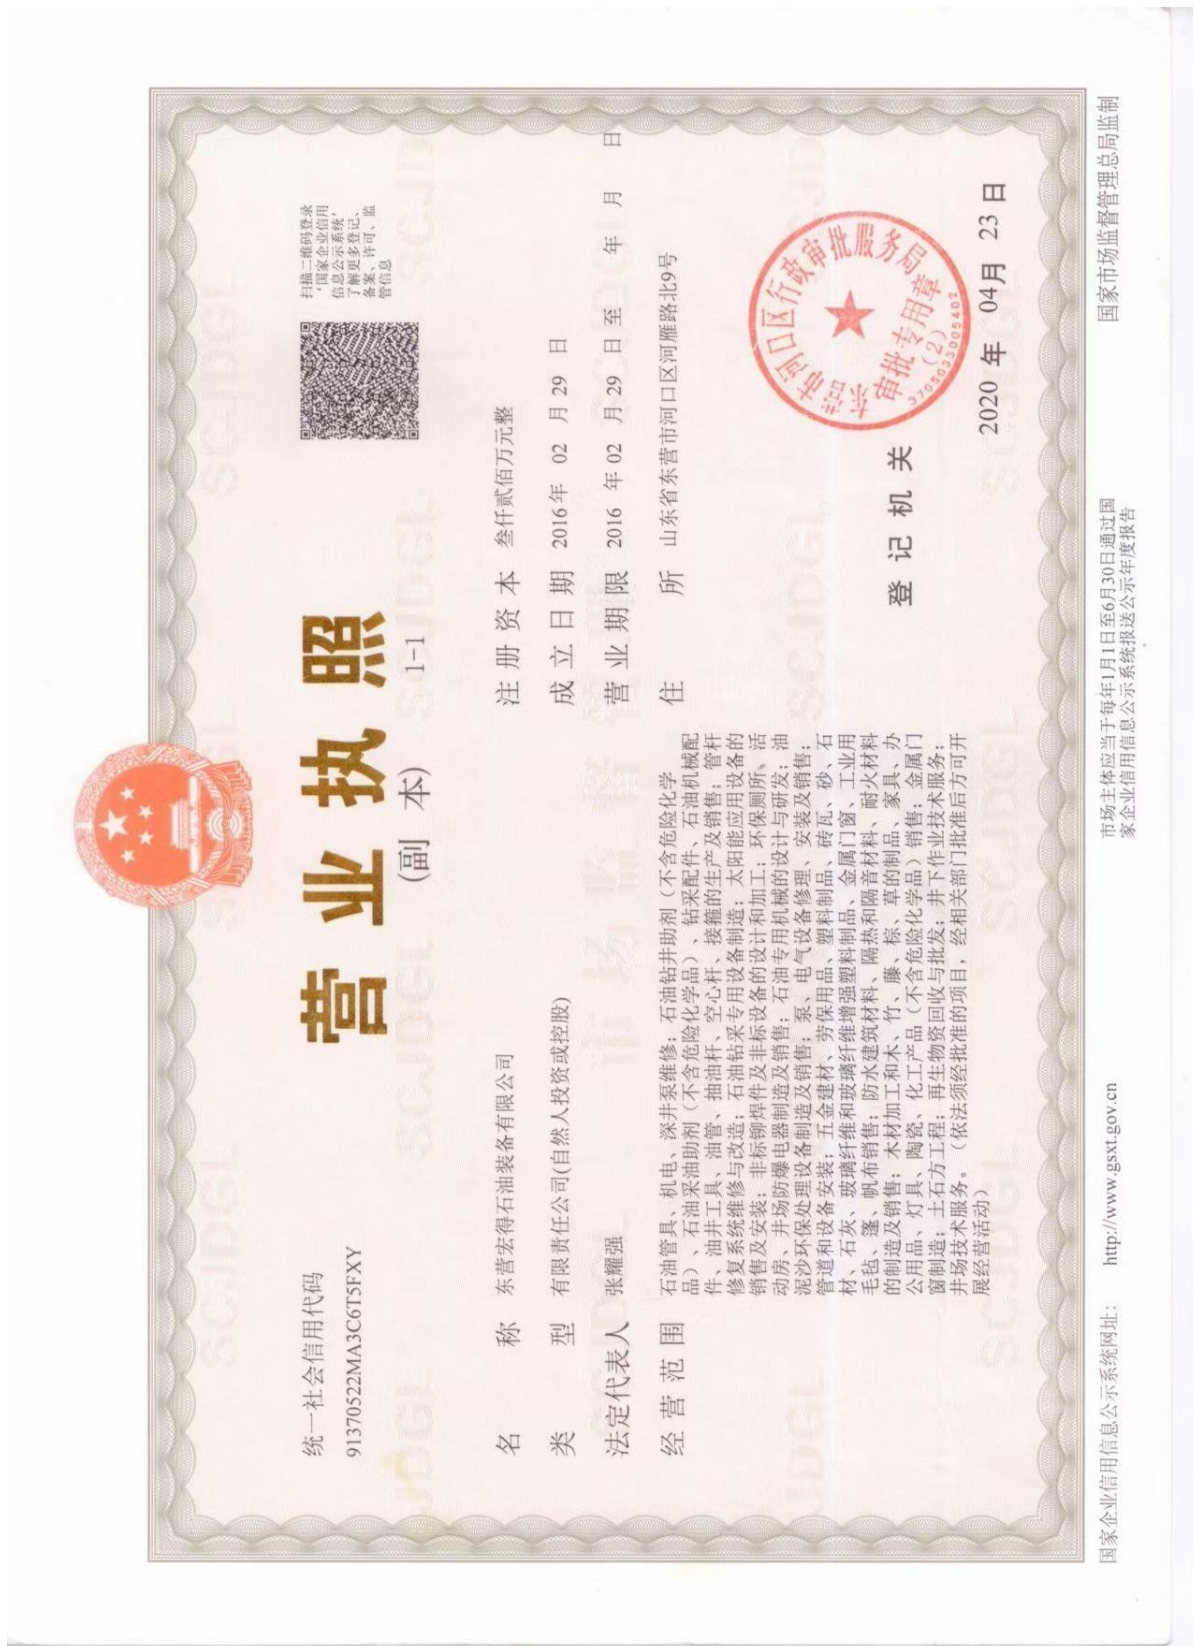 统一社会信用代码
91370522MA3C6T5FXY
营业执照
(副 本)
1-1
扫描二维码登录
‘国家企业信用
信息公示系统’
了解更多登记、
备案、许可、监
管信息
名 称 东营宏得石油装备有限公司
类 型 有限责任公司(自然人投资或控股)
法定代表人 张耀强
经营范围 石油管具、机电、深井泵维修；石油钻井助剂（不含危险化学
品）、石油采油助剂（不含危险化学品）、钻采配件、石油机械配
件、油井工具、油管、抽油杆、空心杆、接箍的生产及销售；管杆
修复系统维修与改造；石油钻采专用设备制造；太阳能应用设备的
销售及安装；非标铆焊件及非标设备的设计和加工；环保厕所、活
动房、井场防爆电器制造及销售；石油专用机械的设计与研发；油
泥沙环保处理设备制造及销售；泵、电气设备修理、安装及销售；
管道和设备安装；五金建材、劳保用品、塑料制品、砖瓦、砂、石
材、石灰、玻璃纤维和玻璃纤维增强塑料制品、金属门窗、工业用
毛毡、篷、帆布销售；防水建筑材料、隔热和隔音材料、耐火材料
的制造及销售；木材加工和木、竹、藤、棕、草的制品、家具、办
公用品、灯具、陶瓷、化工产品（不含危险化学品）销售；金属门
窗制造；土石方工程；再生物资回收与批发；井下作业技术服务；
井场技术服务。（依法须经批准的项目，经相关部门批准后方可开
展经营活动）
注册资本 叁仟贰佰万元整
成立日期 2016年 02 月 29 日
营业期限 2016 年 02 月 29 日 至 年 月 日
住 所 山东省东营市河口区河雁路北9号
登记机关
东营市河口区行政审批服务局
审批专用章
（2）
3705033005402
2020 年 04月 23 日
国家企业信用信息公示系统网址： http://www.gsxt.gov.cn
市场主体应当于每年1月1日至6月30日通过国
家企业信用信息公示系统报送公示年度报告
国家市场监督管理总局监制